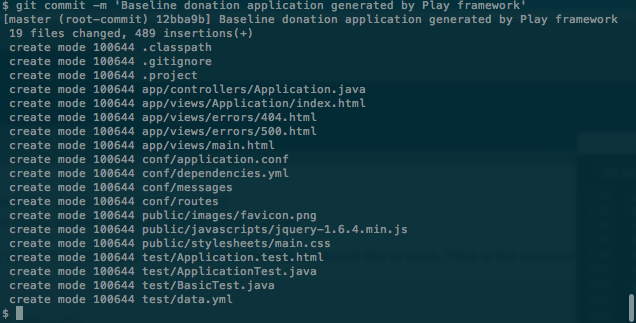 $ git commit -m 'Baseline donation application generated by Play framework'
[master (root-commit) 12bba9b] Baseline donation application generated by Play framework
 19 files changed, 489 insertions(+)
 create mode 100644 .classpath
 create mode 100644 .gitignore
 create mode 100644 .project
 create mode 100644 app/controllers/Application.java
 create mode 100644 app/views/Application/index.html
 create mode 100644 app/views/errors/404.html
 create mode 100644 app/views/errors/500.html
 create mode 100644 app/views/main.html
 create mode 100644 conf/application.conf
 create mode 100644 conf/dependencies.yml
 create mode 100644 conf/messages
 create mode 100644 conf/routes
 create mode 100644 public/images/favicon.png
 create mode 100644 public/javascripts/jquery-1.6.4.min.js
 create mode 100644 public/stylesheets/main.css
 create mode 100644 test/Application.test.html
 create mode 100644 test/ApplicationTest.java
 create mode 100644 test/BasicTest.java
 create mode 100644 test/data.yml
$